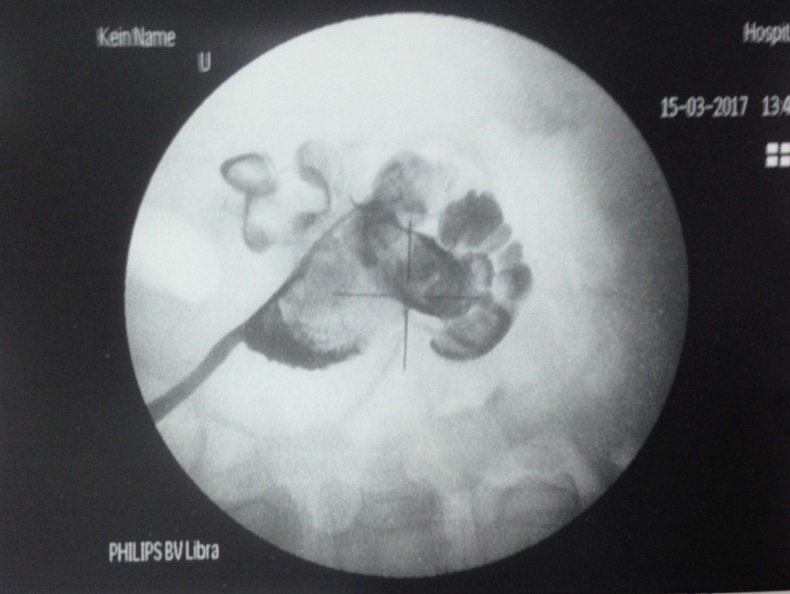 Kein Name
U
Hospit
15-03-2017 13:4
PHILIPS BV Libra